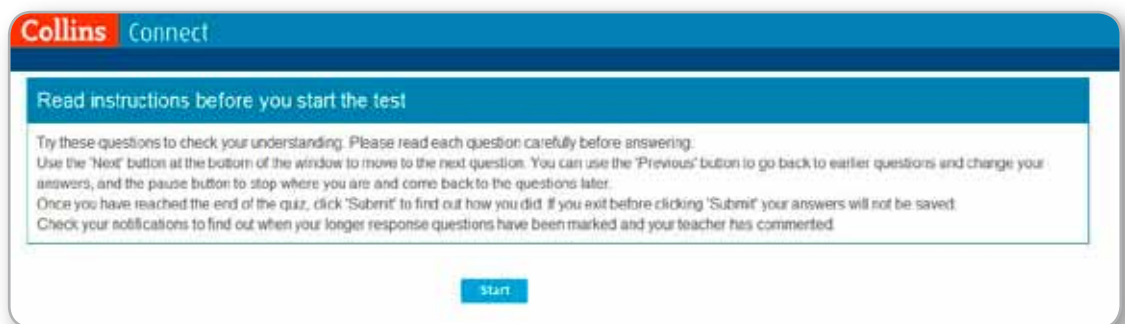 Collins Connect
Read instructions before you start the test
Try these questions to check your understanding. Please read each question carefully before answering.
Use the 'Next' button at the bottom of the window to move to the next question. You can use the 'Previous' button to go back to earlier questions and change your
answers, and the pause button to stop where you are and come back to the questions later.
Once you have reached the end of the quiz, click 'Submit' to find out how you did. If you exit before clicking 'Submit' your answers will not be saved.
Check your notifications to find out when your longer response questions have been marked and your teacher has commented.
Start